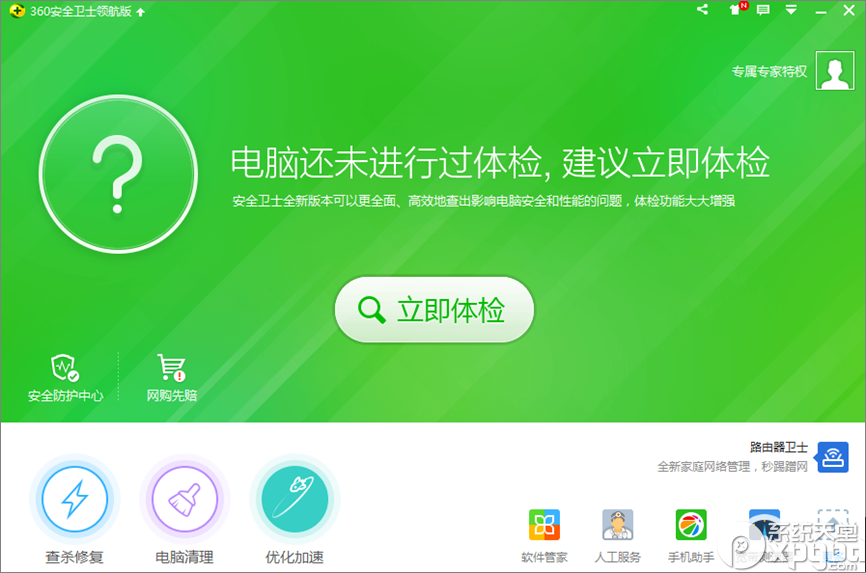 360安全卫士领航版
N
专属专家特权
电脑还未进行过体检, 建议立即体检
安全卫士全新版本可以更全面、高效地查出影响电脑安全和性能的问题，体检功能大大增强
立即体检
安全防护中心
网购先赔
路由器卫士
全新家庭网络管理，秒踢蹭网
查杀修复
电脑清理
优化加速
软件管家
人工服务
手机助手
系统天堂
Xpgot
.com